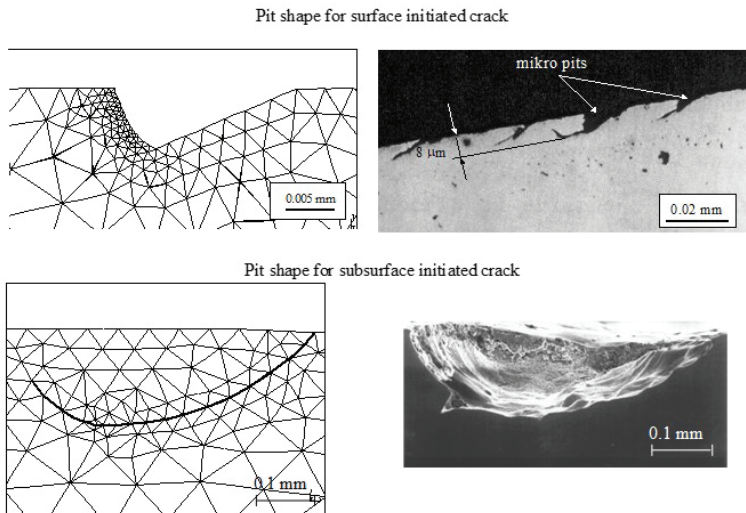 Pit shape for surface initiated crack
mikro pits
8 µm
0.005 mm
0.02 mm
Pit shape for subsurface initiated crack
0.1 mm
0.1 mm